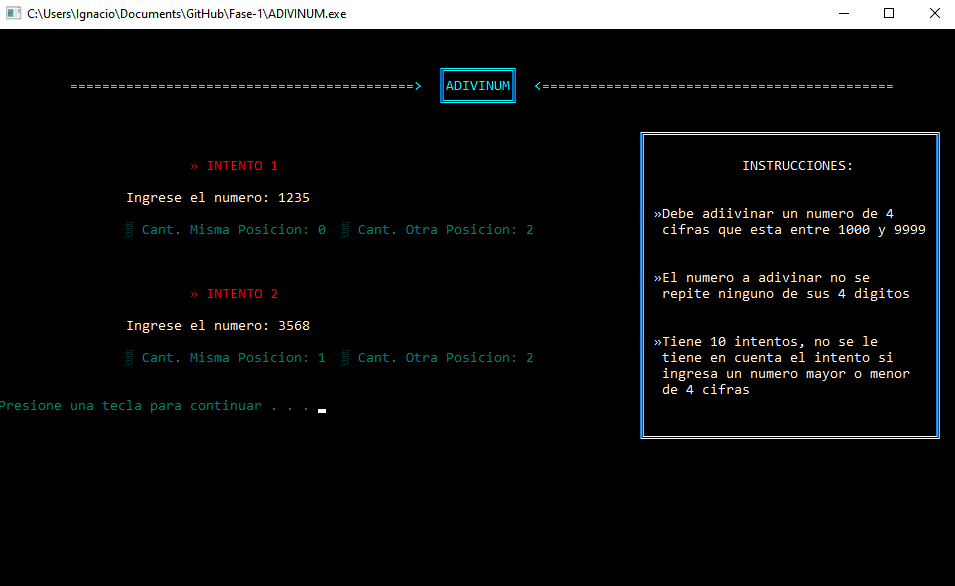 C:\Users\Ignacio\Documents\GitHub\Fase-1\ADIVINUM.exe
===========================================> ADIVINUM <============================================
» INTENTO 1
Ingrese el numero: 1235
░ Cant. Misma Posicion: 0 ░ Cant. Otra Posicion: 2
» INTENTO 2
Ingrese el numero: 3568
░ Cant. Misma Posicion: 1 ░ Cant. Otra Posicion: 2
Presione una tecla para continuar . . .
INSTRUCCIONES:
»Debe adiivinar un numero de 4
cifras que esta entre 1000 y 9999
»El numero a adivinar no se
repite ninguno de sus 4 digitos
»Tiene 10 intentos, no se le
tiene en cuenta el intento si
ingresa un numero mayor o menor
de 4 cifras